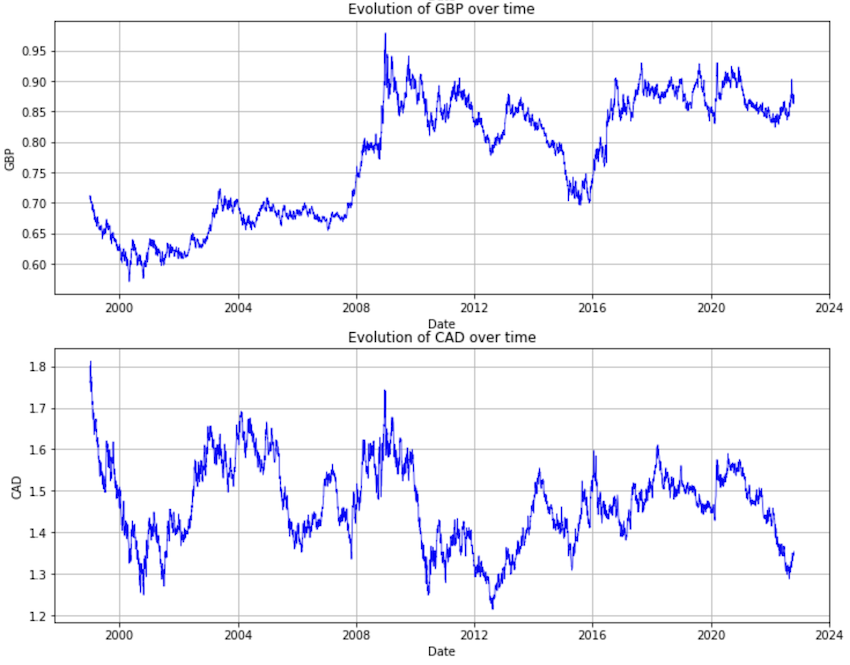 Evolution of GBP over time
0.95
0.90
0.85
0.80
0.75
0.70
0.65
0.60
GBP
2000 2004 2008 2012 2016 2020 2024
Date
Evolution of CAD over time
1.8
1.7
1.6
1.5
1.4
1.3
1.2
CAD
2000 2004 2008 2012 2016 2020 2024
Date